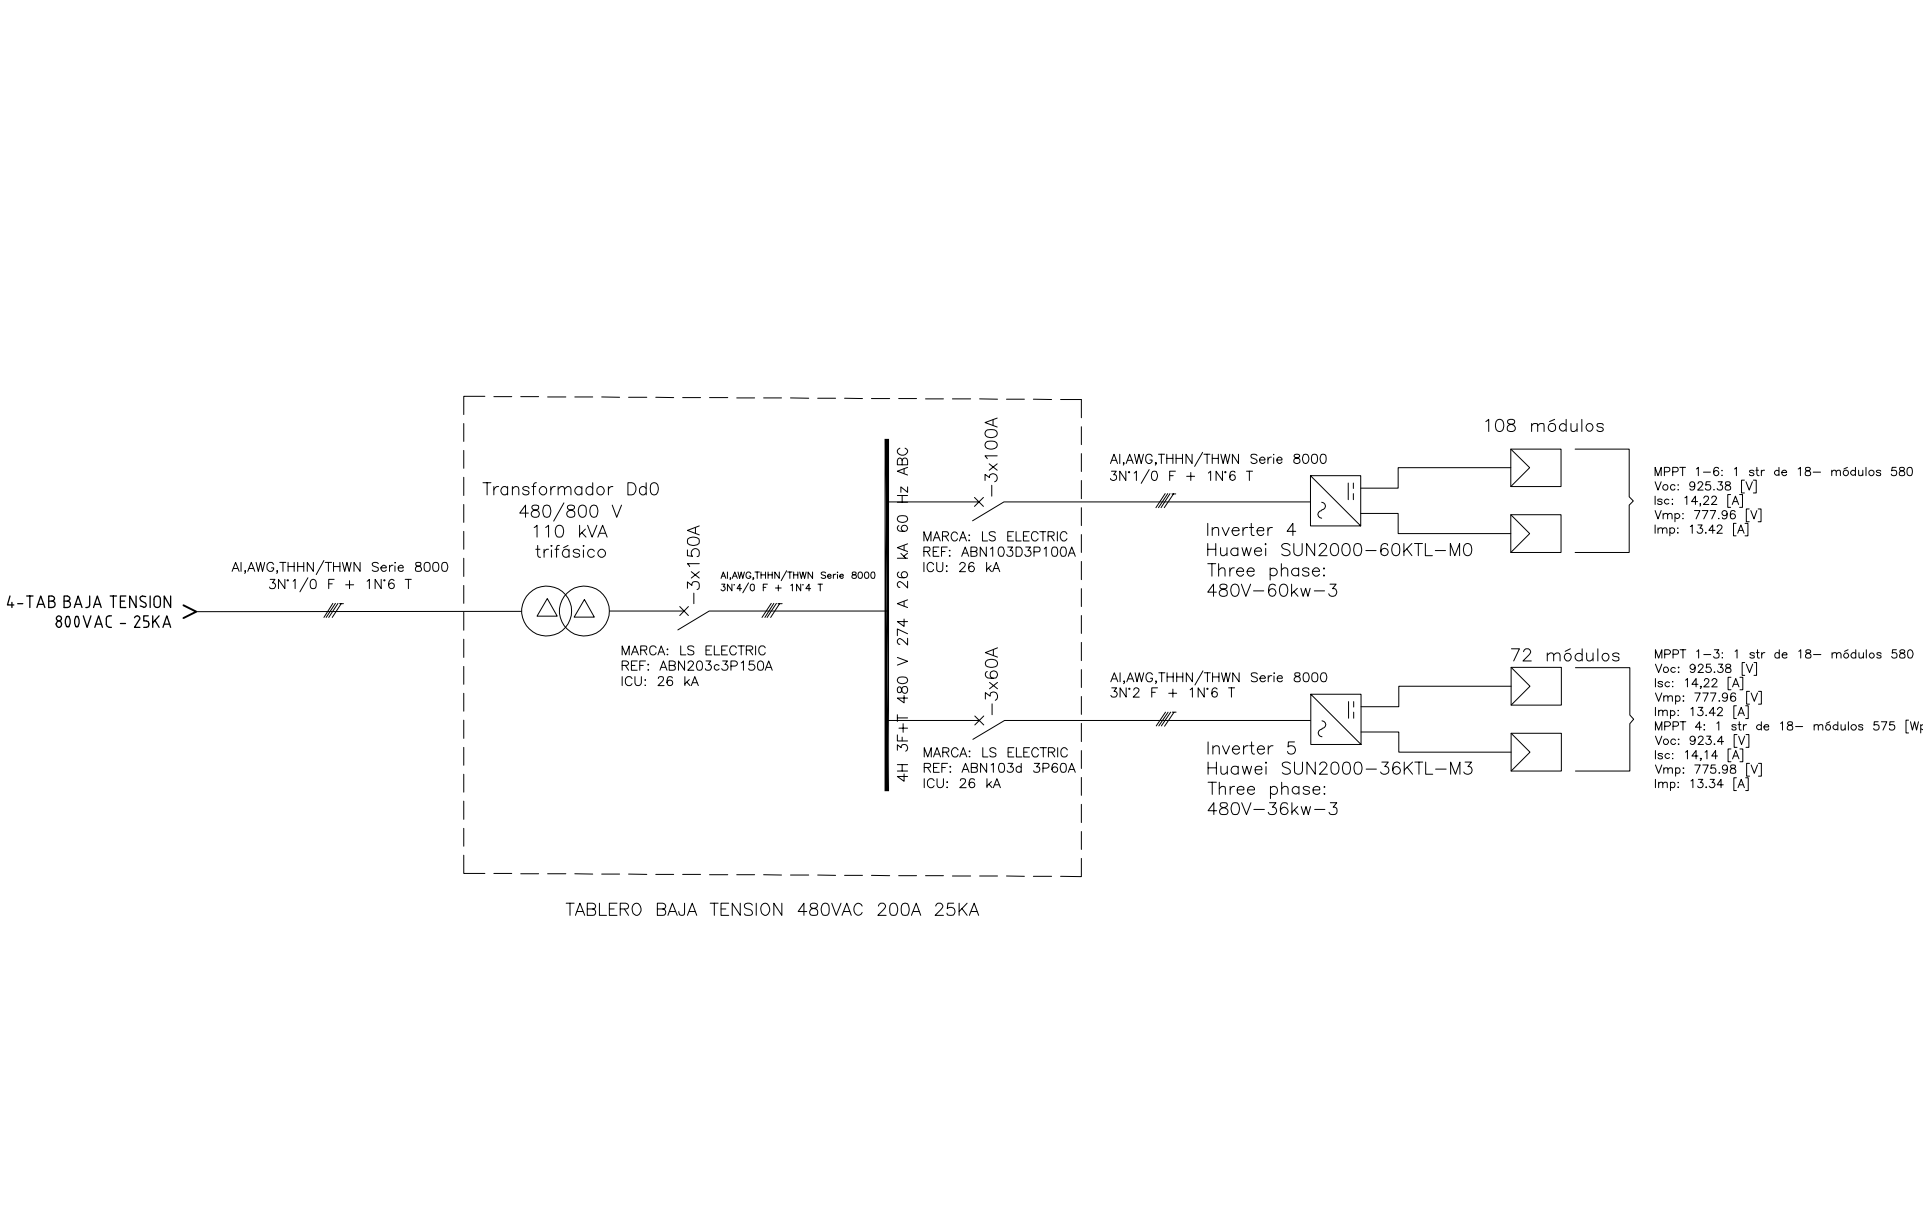 4-TAB BAJA TENSION
800VAC - 25KA
Al,AWG,THHN/THWN Serie 8000
3N°1/0 F + 1N°6 T
Transformador Dd0
480/800 V
110 kVA
trifásico
-3x150A
MARCA: LS ELECTRIC
REF: ABN203c3P150A
ICU: 26 kA
Al,AWG,THHN/THWN Serie 8000
3N°4/0 F + 1N°4 T
4H 3F+T 480 V 274 A 26 kA 60 Hz ABC
-3x100A
MARCA: LS ELECTRIC
REF: ABN103D3P100A
ICU: 26 kA
Al,AWG,THHN/THWN Serie 8000
3N°1/0 F + 1N°6 T
Inverter 4
Huawei SUN2000-60KTL-M0
Three phase:
480V-60kw-3
108 módulos
MPPT 1-6: 1 str de 18- módulos 580
Voc: 925.38 [V]
Isc: 14,22 [A]
Vmp: 777.96 [V]
Imp: 13.42 [A]
-3x60A
MARCA: LS ELECTRIC
REF: ABN103d 3P60A
ICU: 26 kA
Al,AWG,THHN/THWN Serie 8000
3N°2 F + 1N°6 T
Inverter 5
Huawei SUN2000-36KTL-M3
Three phase:
480V-36kw-3
72 módulos
MPPT 1-3: 1 str de 18- módulos 580
Voc: 925.38 [V]
Isc: 14,22 [A]
Vmp: 777.96 [V]
Imp: 13.42 [A]
MPPT 4: 1 str de 18- módulos 575 [Wp
Voc: 923.4 [V]
Isc: 14,14 [A]
Vmp: 775.98 [V]
Imp: 13.34 [A]
TABLERO BAJA TENSION 480VAC 200A 25KA